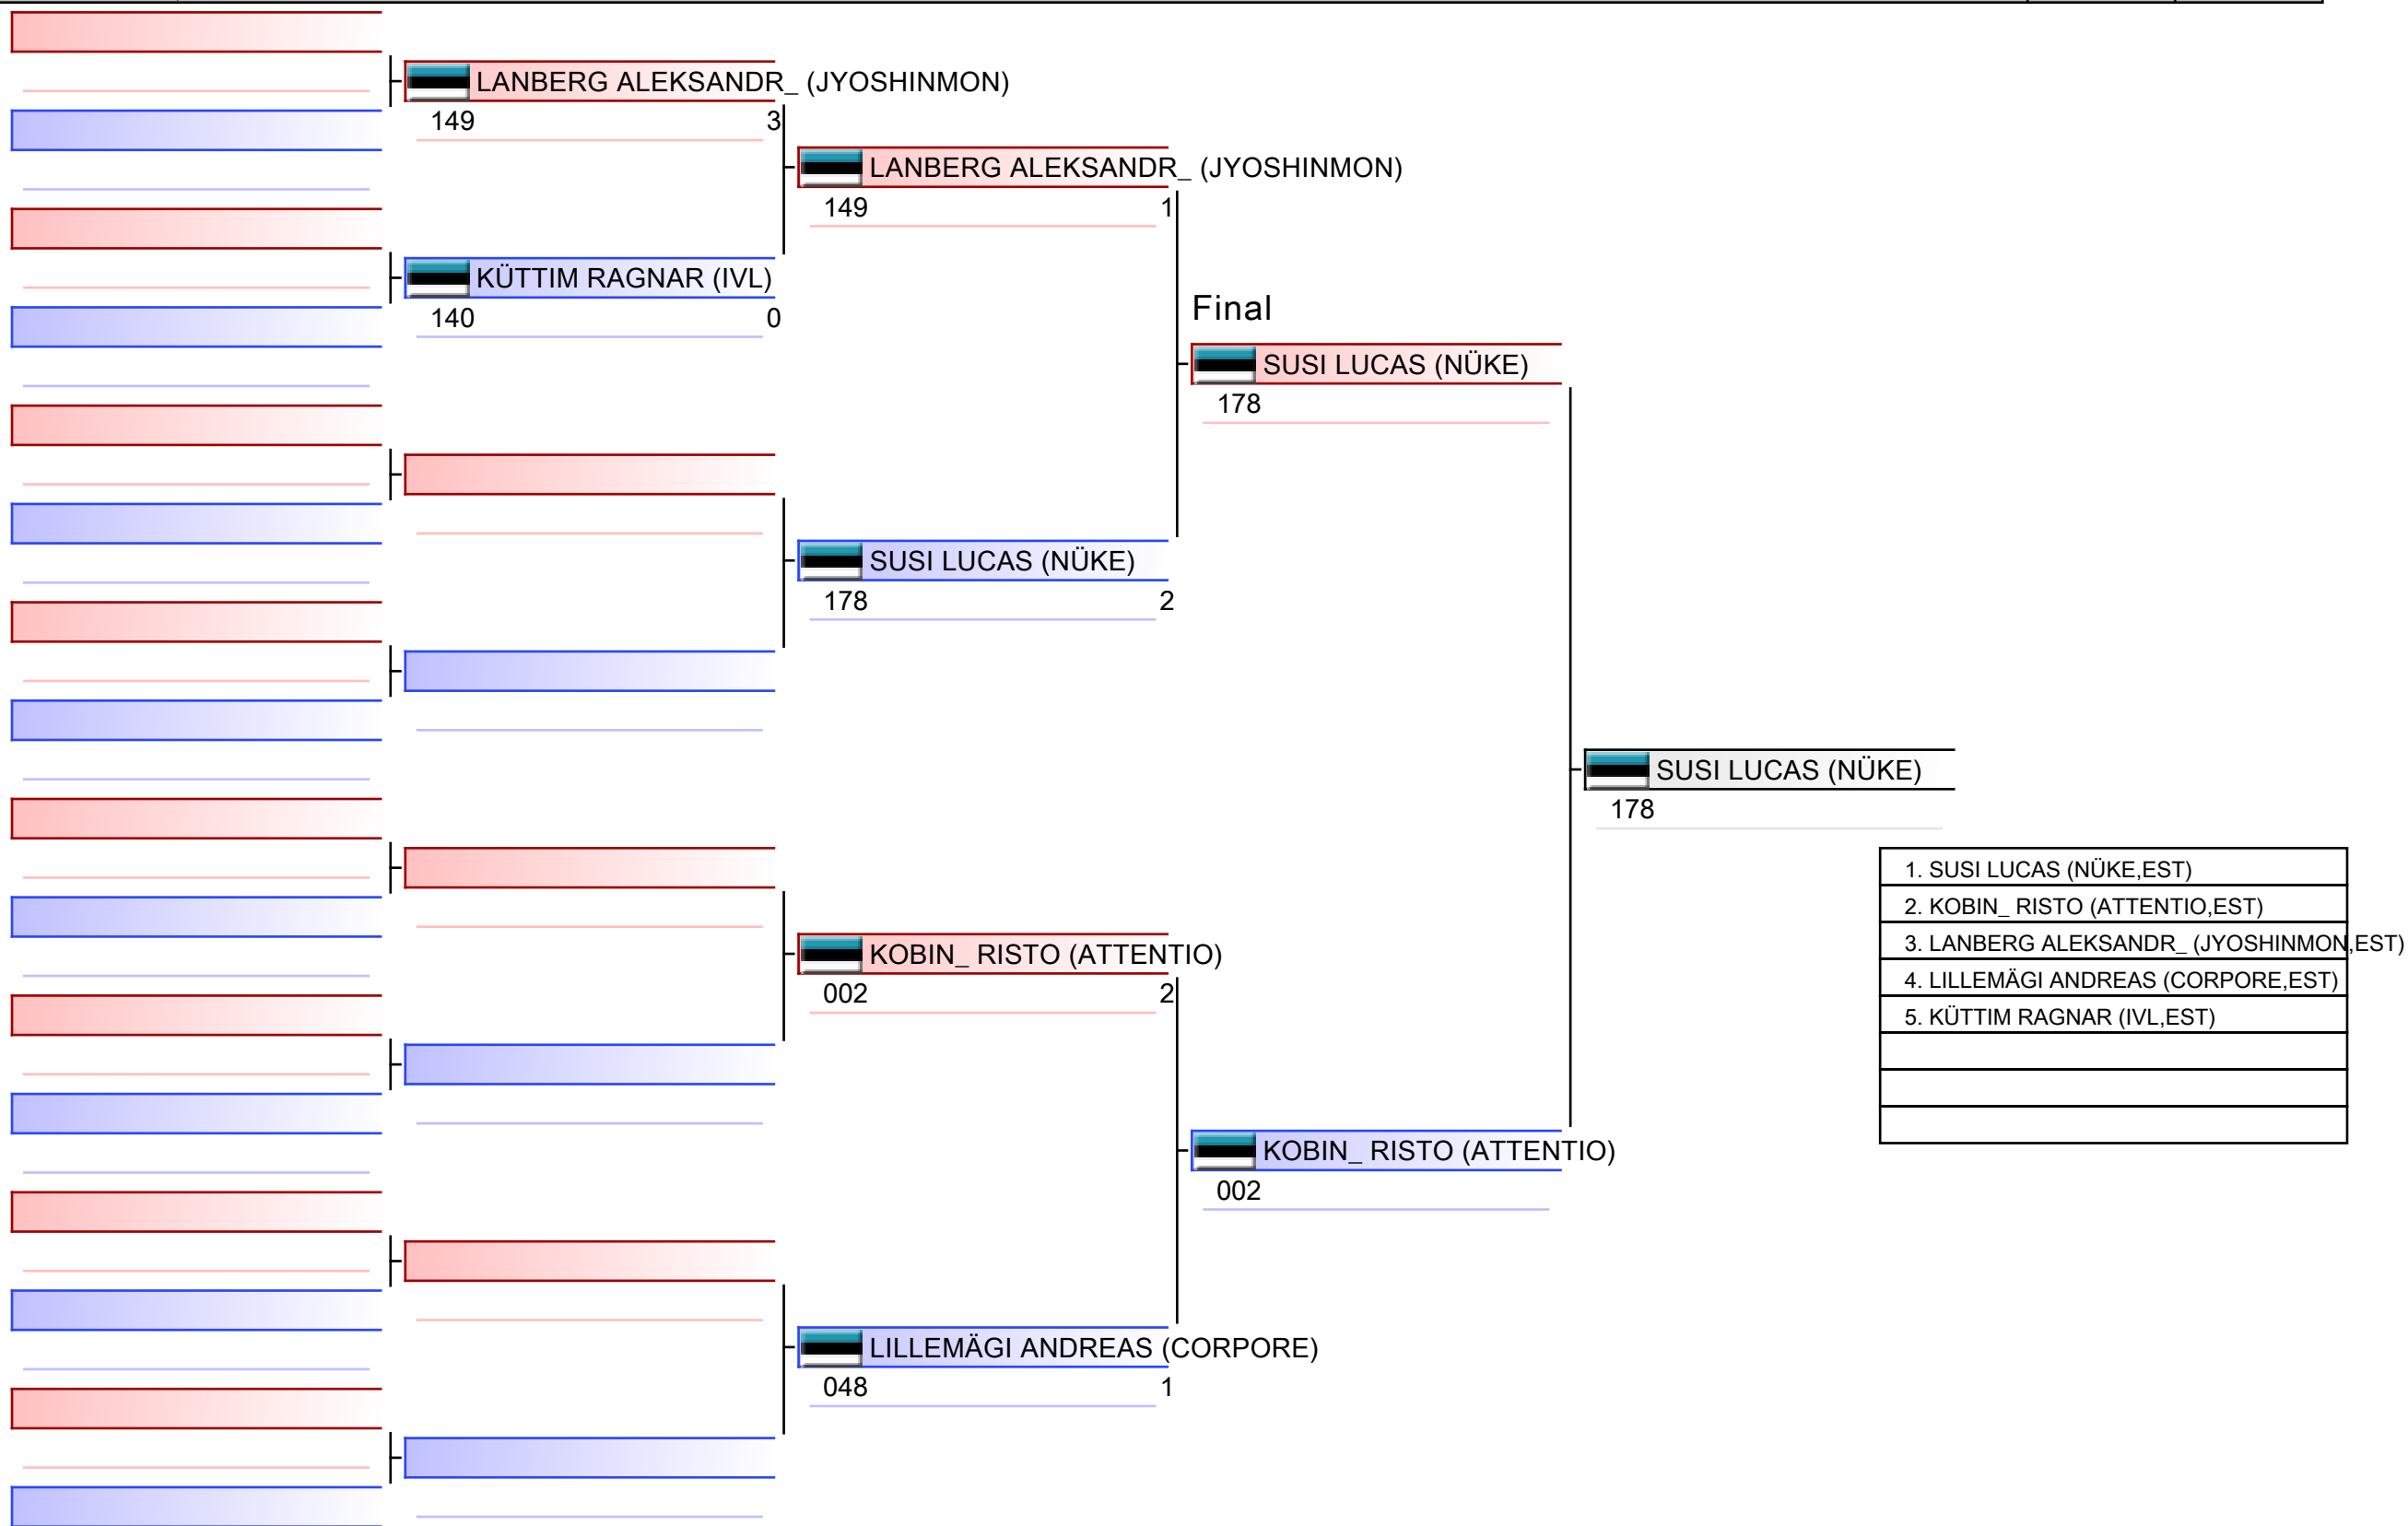 LANBERG ALEKSANDR_ (JYOSHINMON)
149 3
LANBERG ALEKSANDR_ (JYOSHINMON)
149 1
KÜTTIM RAGNAR (IVL)
140 0
Final
SUSI LUCAS (NÜKE)
178
SUSI LUCAS (NÜKE)
178 2
SUSI LUCAS (NÜKE)
178
1. SUSI LUCAS (NÜKE,EST)
2. KOBIN_ RISTO (ATTENTIO,EST)
3. LANBERG ALEKSANDR_ (JYOSHINMON,EST)
4. LILLEMÄGI ANDREAS (CORPORE,EST)
5. KÜTTIM RAGNAR (IVL,EST)
KOBIN_ RISTO (ATTENTIO)
002 2
KOBIN_ RISTO (ATTENTIO)
002
LILLEMÄGI ANDREAS (CORPORE)
048 1